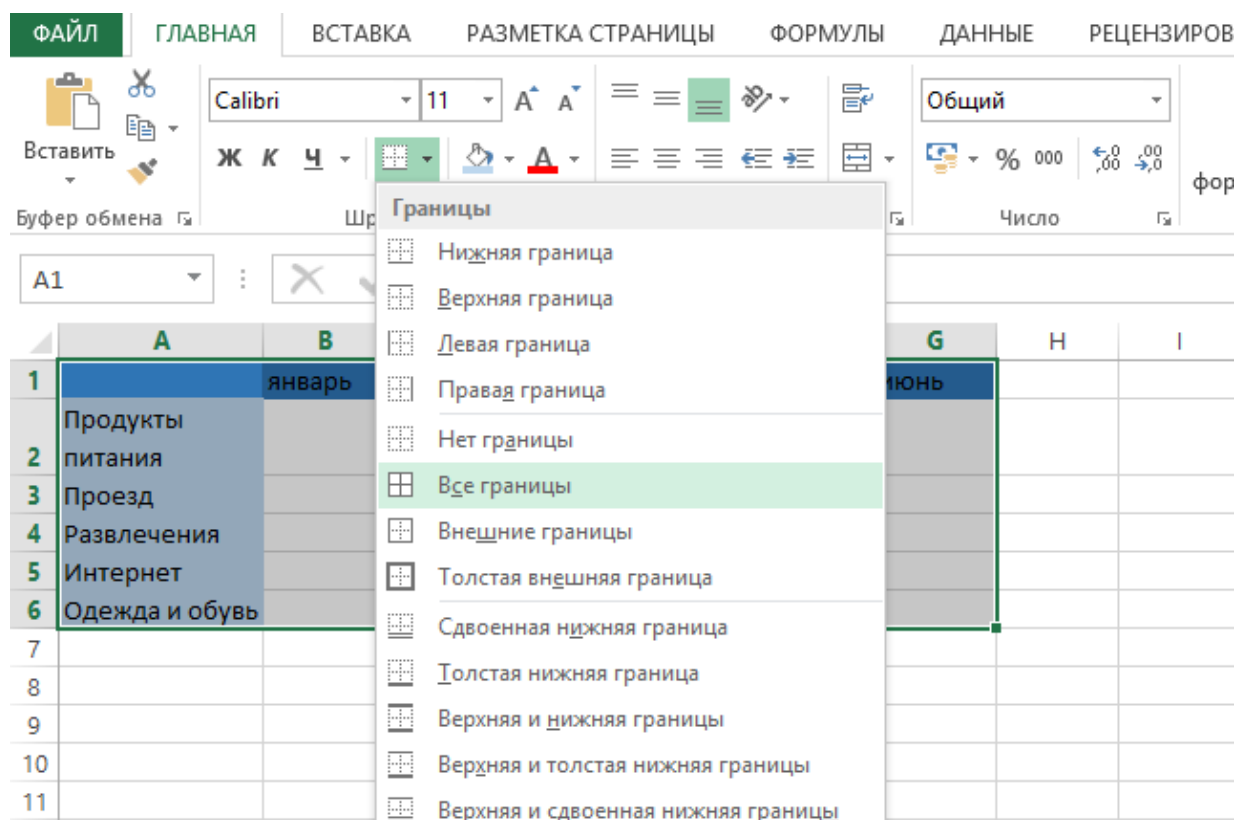 ФАЙЛ ГЛАВНАЯ ВСТАВКА РАЗМЕТКА СТРАНИЦЫ ФОРМУЛЫ ДАННЫЕ РЕЦЕНЗИРОВ
Calibri 11 Общий
Вставить Ж К Ч А % 000
фор
Буфер обмена Шр Число
Границы
A1
Нижняя граница
Верхняя граница
Левая граница
Правая граница
Нет границы
Все границы
Внешние границы
Толстая внешняя граница
Сдвоенная нижняя граница
Толстая нижняя граница
Верхняя и нижняя границы
Верхняя и толстая нижняя границы
Верхняя и сдвоенная нижняя границы
A B G H I
1 январь июнь
Продукты
2 питания
3 Проезд
4 Развлечения
5 Интернет
6 Одежда и обувь
7
8
9
10
11